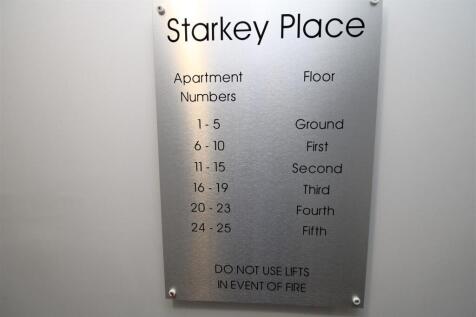 Starkey Place
Apartment Numbers Floor
1 - 5 Ground
6 - 10 First
11 - 15 Second
16 - 19 Third
20 - 23 Fourth
24 - 25 Fifth
DO NOT USE LIFTS
IN EVENT OF FIRE